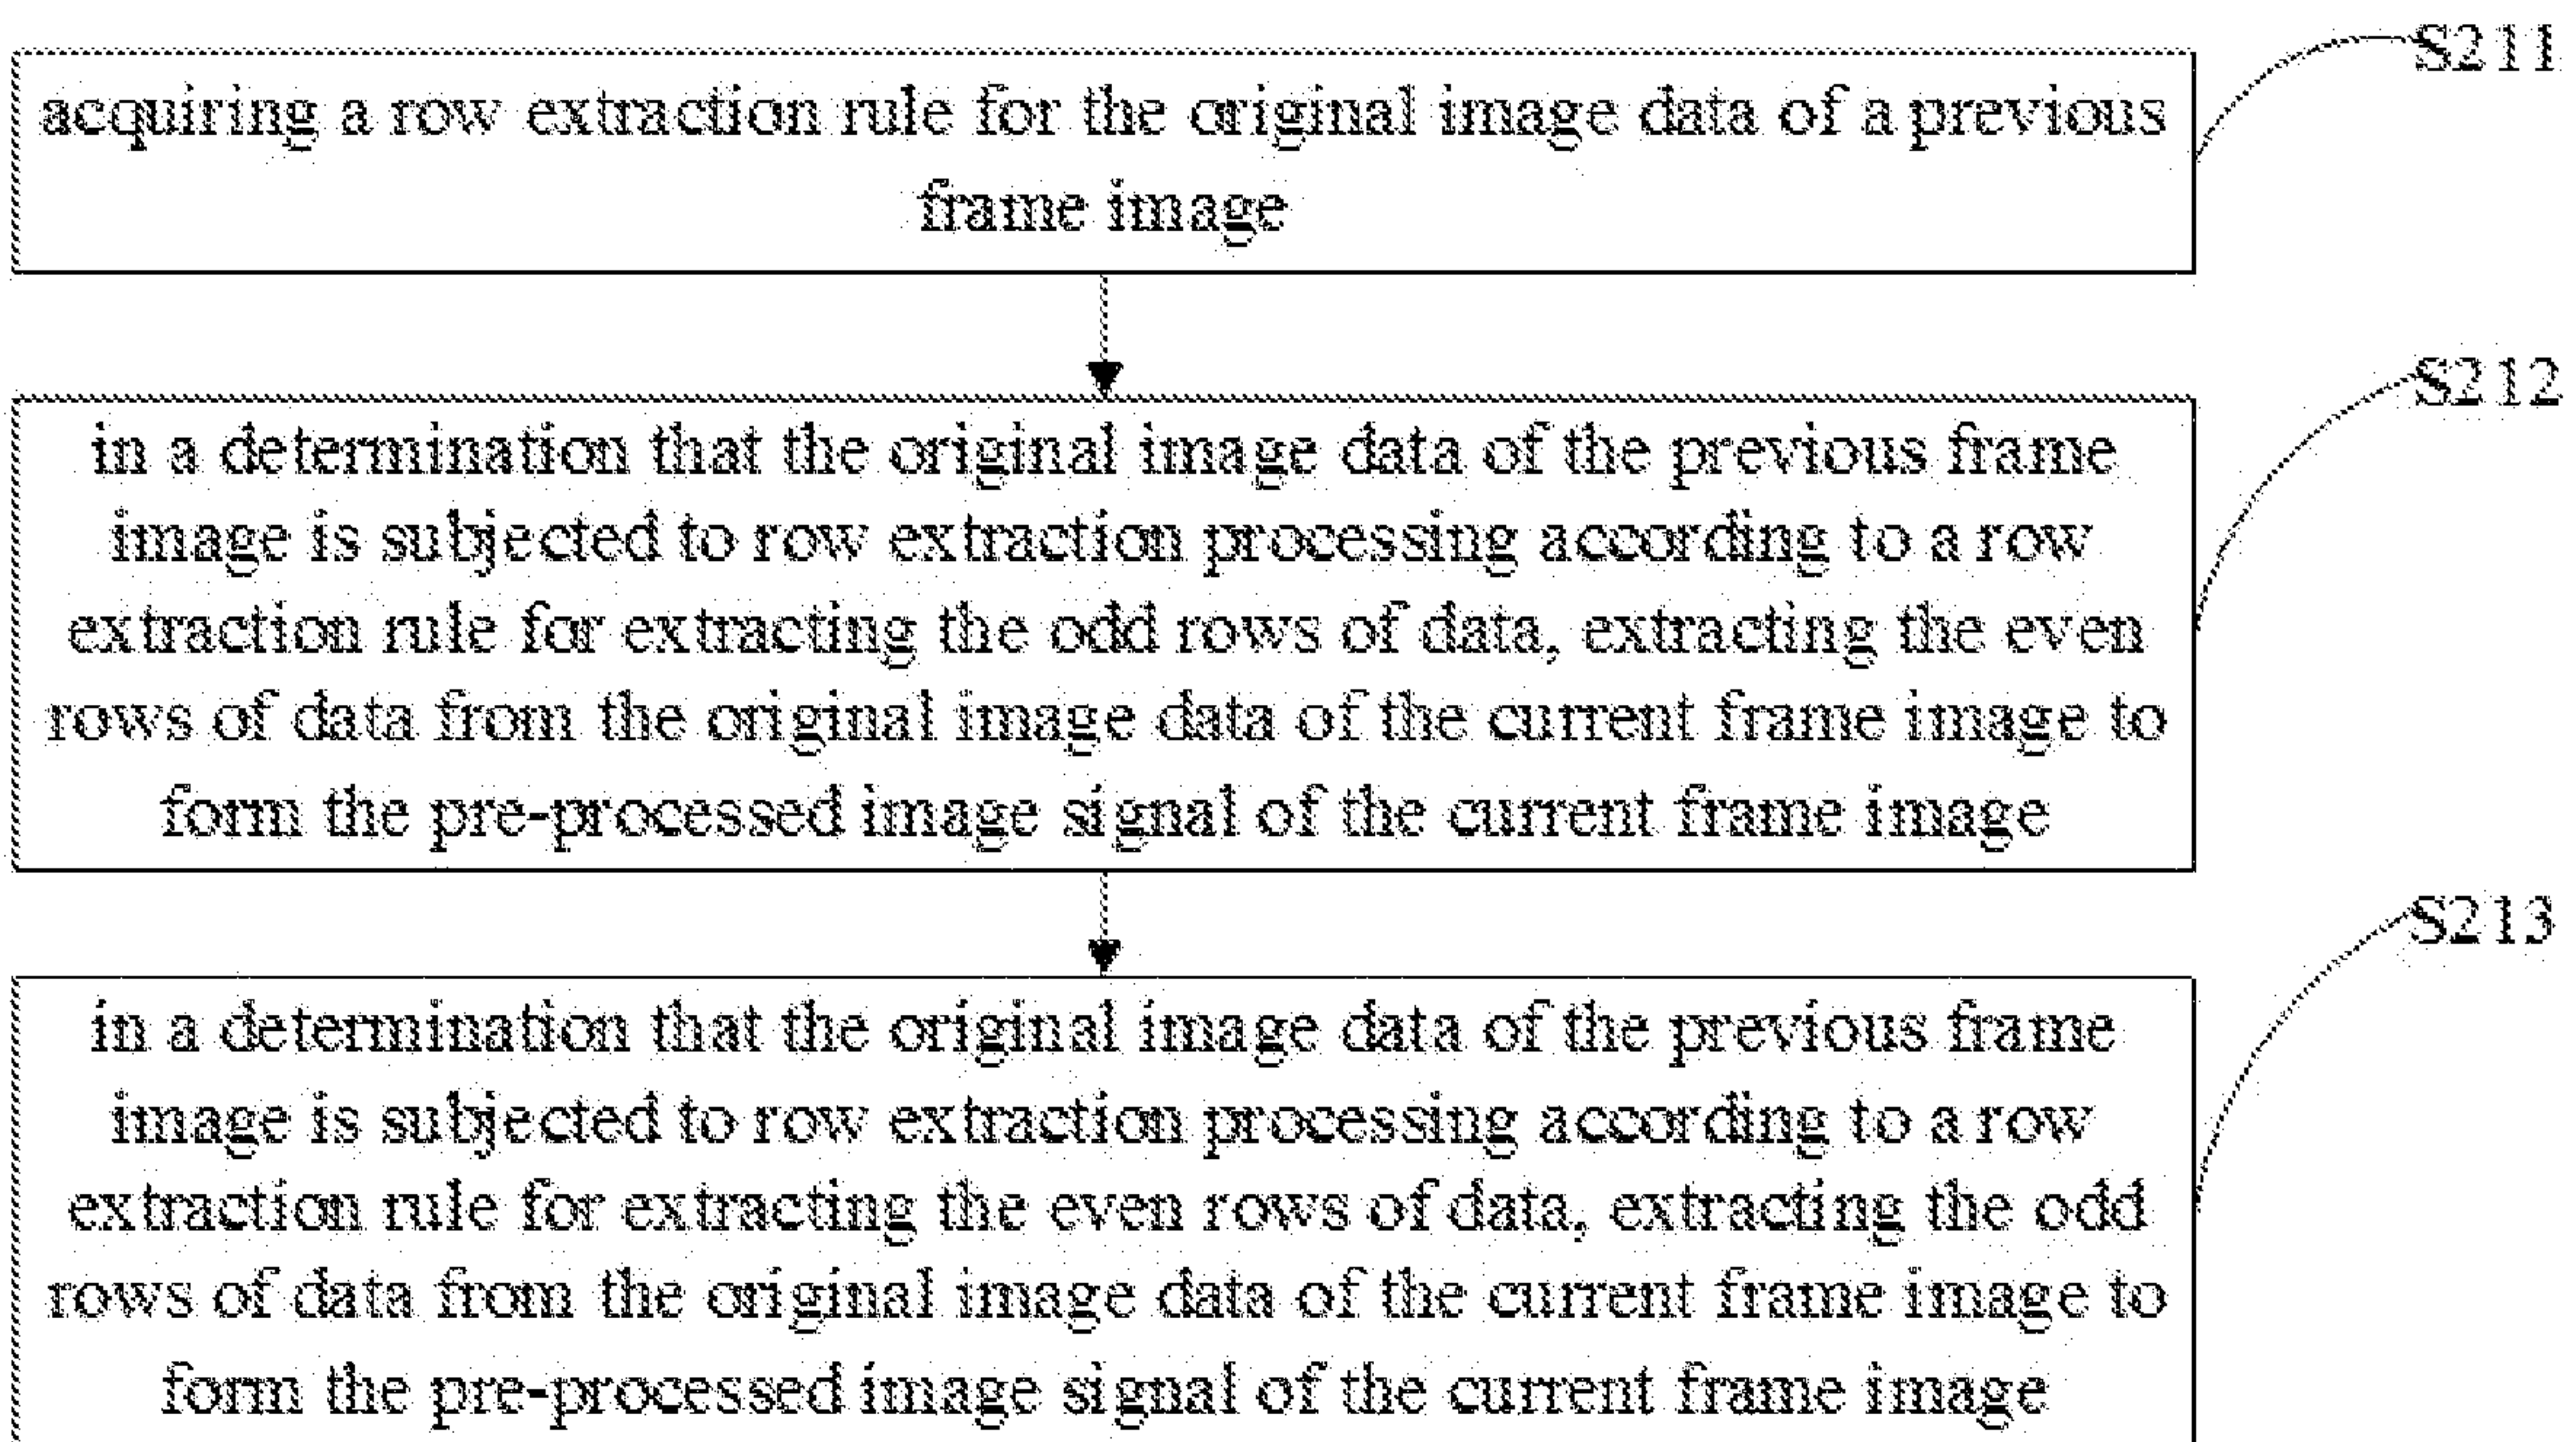 S211
acquiring a row extraction rule for the original image data of a previous
frame image
S212
in a determination that the original image data of the previous frame
image is subjected to row extraction processing according to a row
extraction rule for extracting the odd rows of data, extracting the even
rows of data from the original image data of the current frame image to
form the pre-processed image signal of the current frame image
S213
in a determination that the original image data of the previous frame
image is subjected to row extraction processing according to a row
extraction rule for extracting the even rows of data, extracting the odd
rows of data from the original image data of the current frame image to
form the pre-processed image signal of the current frame image